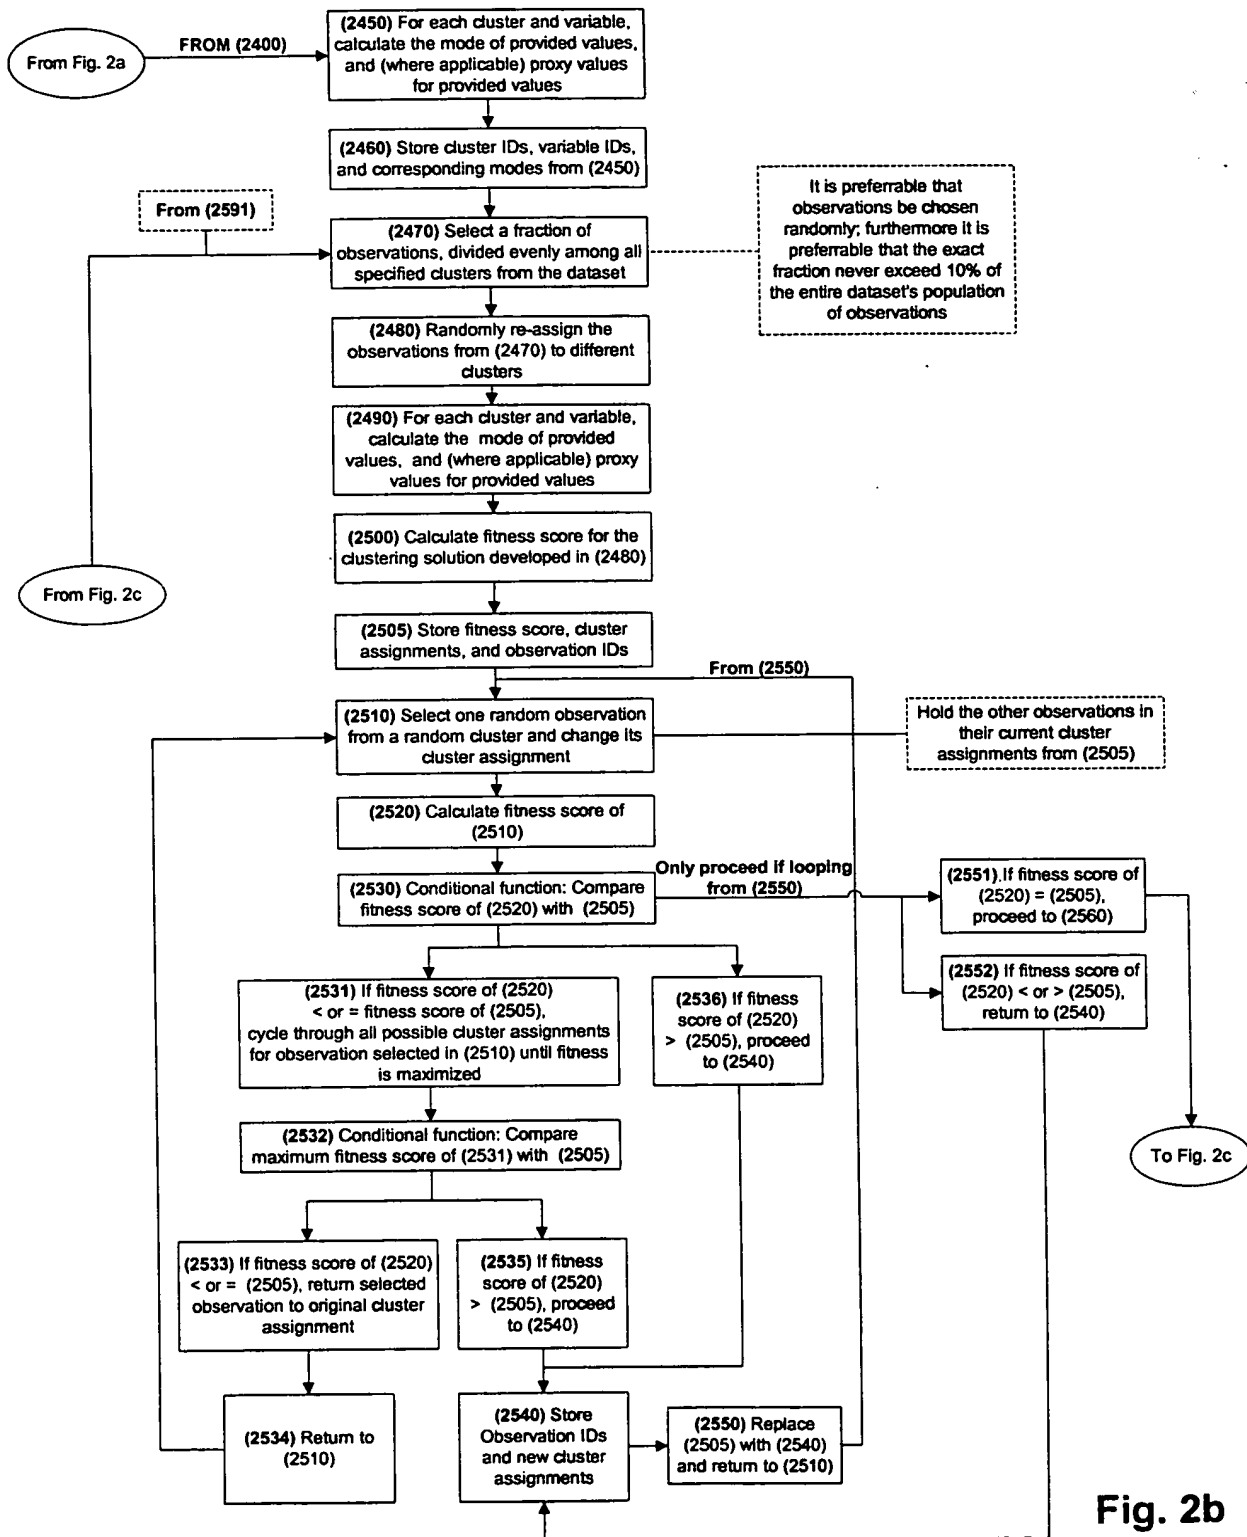 (2450) For each cluster and variable,
calculate the mode of provided values,
and (where applicable) proxy values
for provided values
FROM (2400)
From Fig. 2a
(2460) Store cluster IDs, variable IDs,
and corresponding modes from (2450)
It is preferrable that
observations be chosen
randomly; furthermore it is
preferrable that the exact
fraction never exceed 10% of
the entire dataset's population
of observations
From (2591)
(2470) Select a fraction of
observations, divided evenly among all
specified clusters from the dataset
(2480) Randomly re-assign the
observations from (2470) to different
clusters
(2490) For each cluster and variable,
calculate the mode of provided
values, and (where applicable) proxy
values for provided values
(2500) Calculate fitness score for the
clustering solution developed in (2480)
From Fig. 2c
(2505) Store fitness score, cluster
assignments, and observation IDs
From (2550)
(2510) Select one random observation
from a random cluster and change its
cluster assignment
Hold the other observations in
their current cluster
assignments from (2505)
(2520) Calculate fitness score of
(2510)
Only proceed if looping
from (2550)
(2530) Conditional function: Compare
fitness score of (2520) with (2505)
(2551).If fitness score of
(2520) = (2505),
proceed to (2560)
(2552) If fitness score of
(2520) < or > (2505),
return to (2540)
(2531) If fitness score of (2520)
< or = fitness score of (2505),
cycle through all possible cluster assignments
for observation selected in (2510) until fitness
is maximized
(2536) If fitness
score of (2520)
> (2505), proceed
to (2540)
(2532) Conditional function: Compare
maximum fitness score of (2531) with (2505)
To Fig. 2c
(2533) If fitness score of (2520)
< or = (2505), return selected
observation to original cluster
assignment
(2535) If fitness
score of (2520)
> (2505), proceed
to (2540)
(2534) Return to
(2510)
(2540) Store
Observation IDs
and new cluster
assignments
(2550) Replace
(2505) with (2540)
and return to (2510)
Fig. 2b